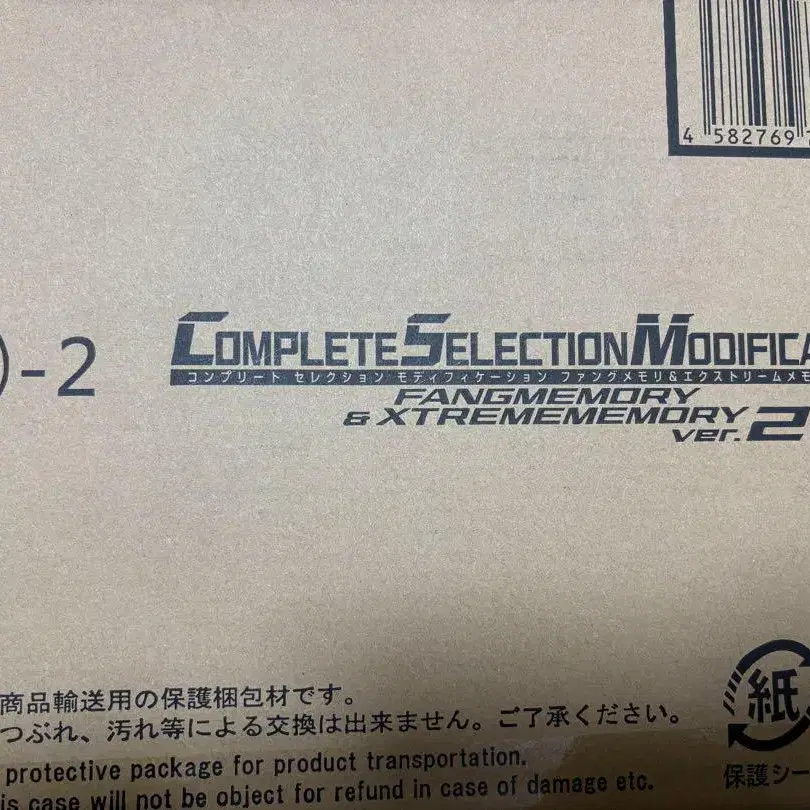 4 582769
)-2
COMPLETE SELECTION MODIFICA
コンプリート セレクション モディフィケーション ファングメモリ&エクストリームメモ
FANGMEMORY
& XTREMEMEMORY
ver. 2
商品輸送用の保護梱包材です。
つぶれ、汚れ等による交換は出来ません。ご了承ください。
protective package for product transportation.
is case will not be object for refund in case of damage etc.
紙
保護シー